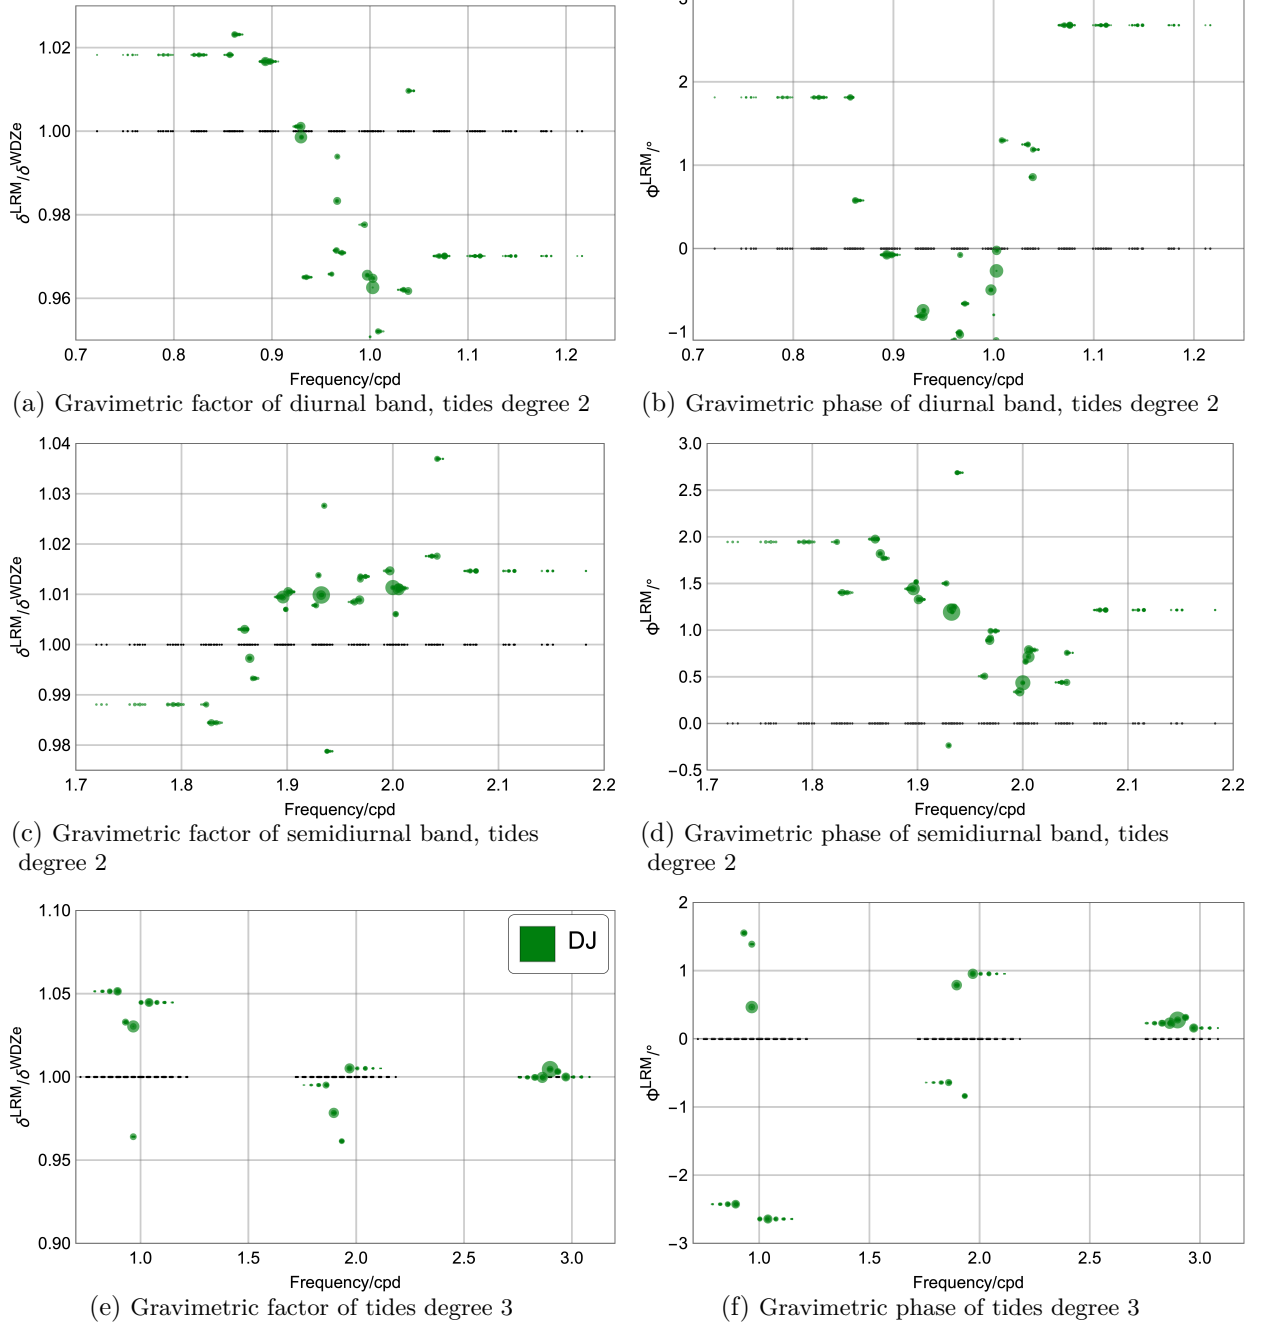 1.02
1.00
0.98
0.96
δLRM/δWDZe
0.7 0.8 0.9 1.0 1.1 1.2
Frequency/cpd
(a) Gravimetric factor of diurnal band, tides degree 2
3
2
1
0
−1
ΦLRM/°
0.7 0.8 0.9 1.0 1.1 1.2
Frequency/cpd
(b) Gravimetric phase of diurnal band, tides degree 2
1.04
1.03
1.02
1.01
1.00
0.99
0.98
δLRM/δWDZe
1.7 1.8 1.9 2.0 2.1 2.2
Frequency/cpd
(c) Gravimetric factor of semidiurnal band, tides
degree 2
3.0
2.5
2.0
1.5
1.0
0.5
0.0
−0.5
ΦLRM/°
1.7 1.8 1.9 2.0 2.1 2.2
Frequency/cpd
(d) Gravimetric phase of semidiurnal band, tides
degree 2
1.10
1.05
1.00
0.95
0.90
δLRM/δWDZe
DJ
1.0 1.5 2.0 2.5 3.0
Frequency/cpd
(e) Gravimetric factor of tides degree 3
2
1
0
−1
−2
−3
ΦLRM/°
1.0 1.5 2.0 2.5 3.0
Frequency/cpd
(f) Gravimetric phase of tides degree 3